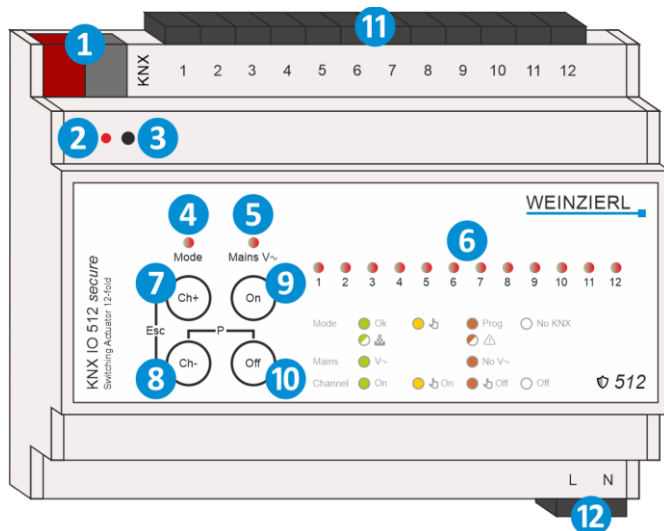 11
1
KNX
1 2 3 4 5 6 7 8 9 10 11 12
2 3
WEINZIERL
4 5
Mode Mains V~
6
1 2 3 4 5 6 7 8 9 10 11 12
7 Ch+ On 9
Esc P
8 Ch- Off 10
KNX IO 512 secure
Switching Actuator 12-fold
Mode Ok Prog. No KNX
Mains V~ No V~
Channel On On Off Off
512
L N
12